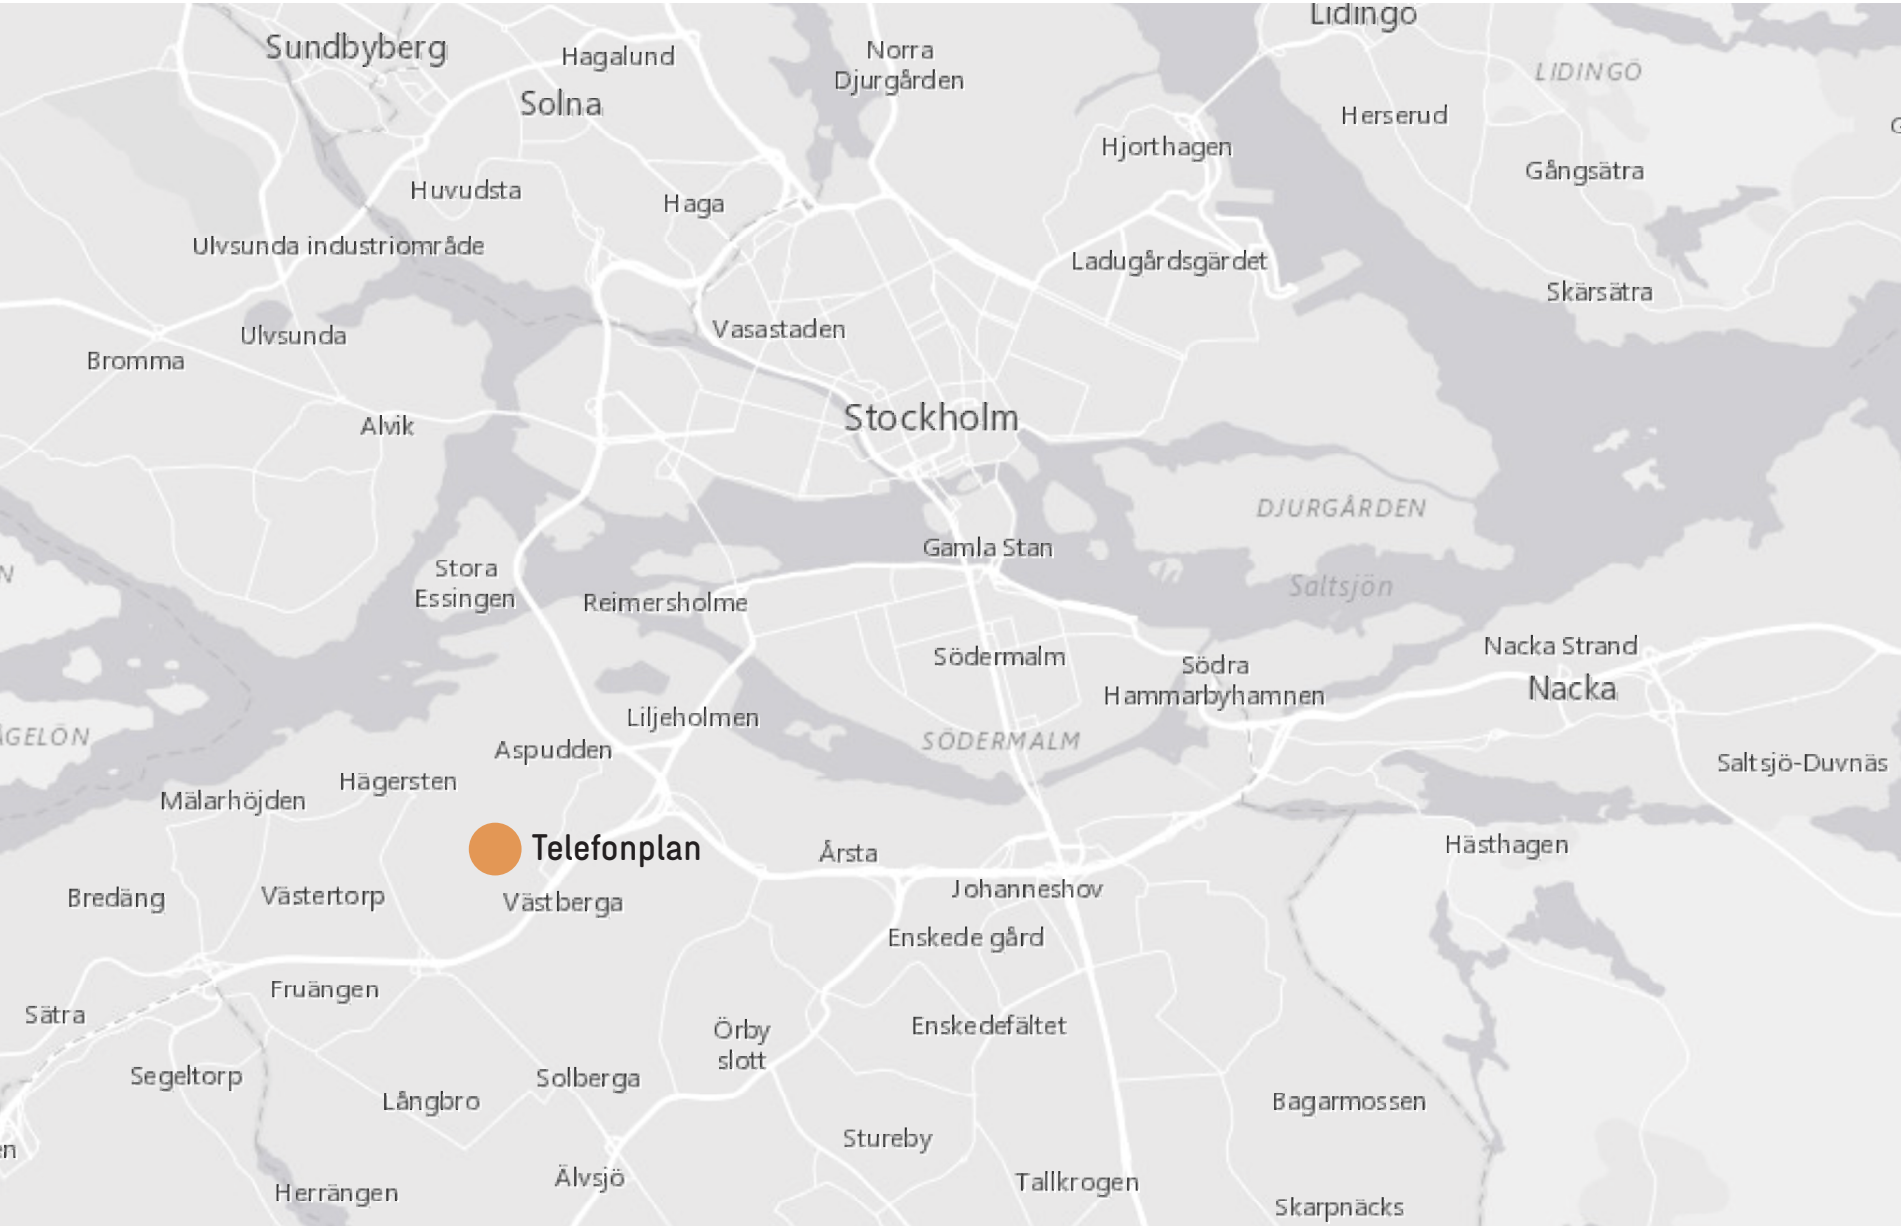 Lidingö
Sundbyberg
Hagalund
Norra
Djurgården
LIDINGÖ
Solna
Herserud
Hjorthagen
Gångsätra
Huvudsta
Haga
Ulvsunda industriområde
Ladugårdsgärdet
Skärsätra
Vasastaden
Ulvsunda
Bromma
Stockholm
Alvik
DJURGÅRDEN
Gamla Stan
Stora
Essingen
Saltsjön
Reimersholme
Nacka Strand
Södermalm
Södra
Hammarbyhamnen
Nacka
Liljeholmen
ÅGELÖN
SÖDERMALM
Aspudden
Saltsjö-Duvnäs
Hägersten
Mälarhöjden
Telefonplan
Årsta
Hästhagen
Johanneshov
Bredäng
Västertorp
Västberga
Enskede gård
Fruängen
Sätra
Enskedefältet
Örby
slott
Segeltorp
Solberga
Långbro
Bagarmossen
Stureby
Älvsjö
Tallkrogen
Herrängen
Skarpnäcks